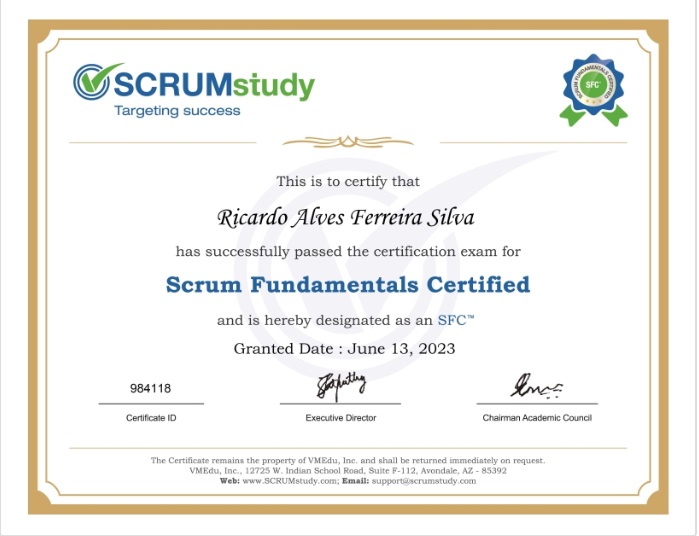 SCRUMstudy
Targeting success
SCRUM FUNDAMENTALS CERTIFIED
SFC
This is to certify that
Ricardo Alves Ferreira Silva
has successfully passed the certification exam for
Scrum Fundamentals Certified
and is hereby designated as an SFC™
Granted Date : June 13, 2023
984118
Certificate ID
Executive Director
Chairman Academic Council
The Certificate remains the property of VMEdu, Inc. and shall be returned immediately on request.
VMEdu, Inc., 12725 W. Indian School Road, Suite F-112, Avondale, AZ - 85392
Web: www.SCRUMstudy.com; Email: support@scrumstudy.com